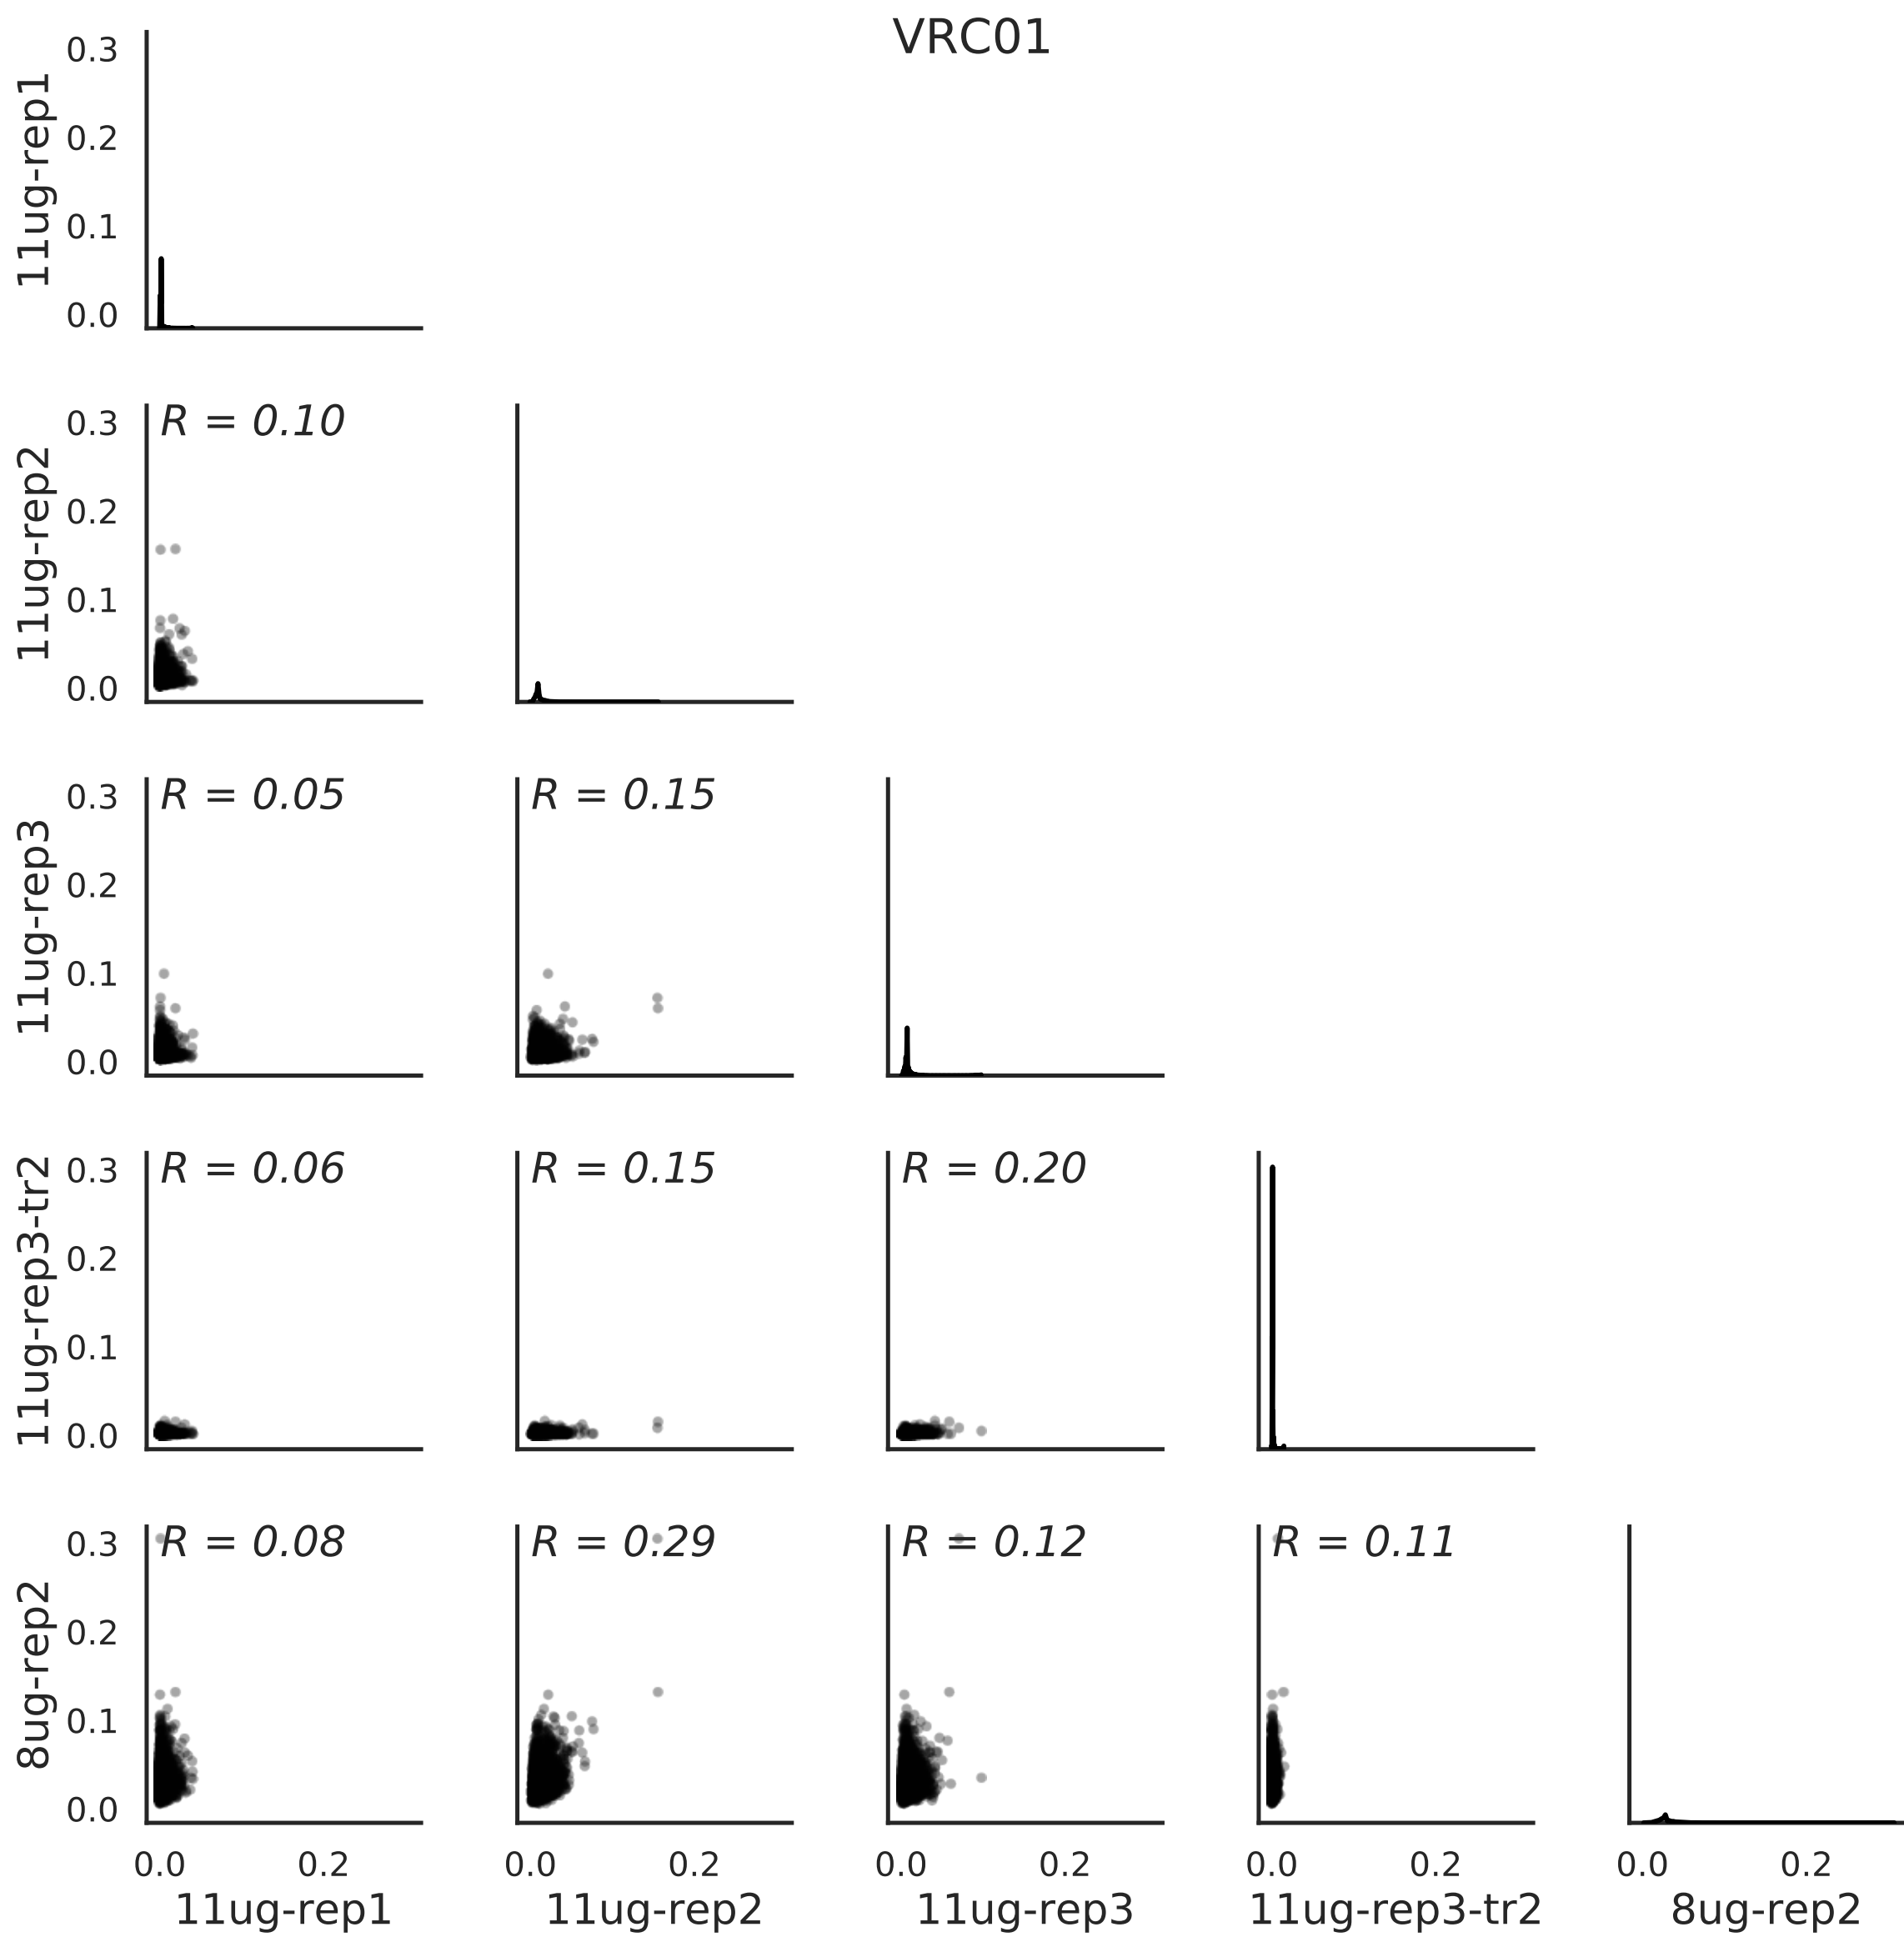 VRC01
0.3
0.2
0.1
0.0
11ug-rep1
R = 0.10
0.3
0.2
0.1
0.0
11ug-rep2
R = 0.05
R = 0.15
0.3
0.2
0.1
0.0
11ug-rep3
R = 0.06
R = 0.15
R = 0.20
0.3
0.2
0.1
0.0
11ug-rep3-tr2
R = 0.08
R = 0.29
R = 0.12
R = 0.11
0.3
0.2
0.1
0.0
8ug-rep2
0.0 0.2
0.0 0.2
0.0 0.2
0.0 0.2
0.0 0.2
11ug-rep1
11ug-rep2
11ug-rep3
11ug-rep3-tr2
8ug-rep2